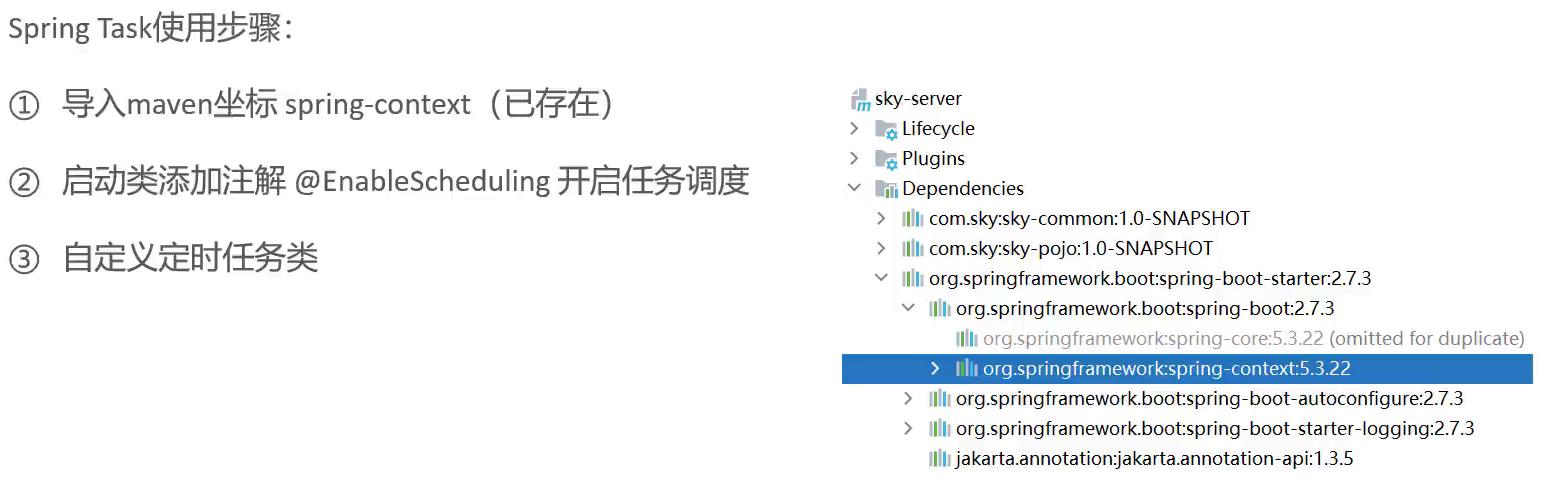 Spring Task使用步骤：
① 导入maven坐标 spring-context（已存在）
② 启动类添加注解 @EnableScheduling 开启任务调度
③ 自定义定时任务类
sky-server
Lifecycle
Plugins
Dependencies
com.sky:sky-common:1.0-SNAPSHOT
com.sky:sky-pojo:1.0-SNAPSHOT
org.springframework.boot:spring-boot-starter:2.7.3
org.springframework.boot:spring-boot:2.7.3
org.springframework:spring-core:5.3.22 (omitted for duplicate)
org.springframework:spring-context:5.3.22
org.springframework.boot:spring-boot-autoconfigure:2.7.3
org.springframework.boot:spring-boot-starter-logging:2.7.3
jakarta.annotation:jakarta.annotation-api:1.3.5